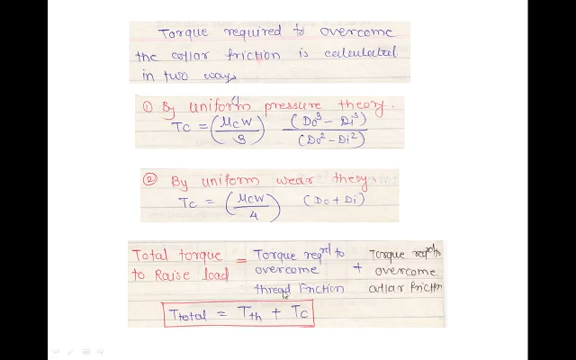 Torque required to overcome
the collar friction is calculated
in two ways
① By uniform pressure theory.
Tc = (μcW/3) (Do³ - Di³)/(Do² - Di²)
② By uniform wear theory
Tc = (μcW/4) (Do + Di)
Total torque to Raise load = Torque reqrd to overcome thread friction + Torque reqrd to overcome collar friction
Ttotal = Tth + Tc